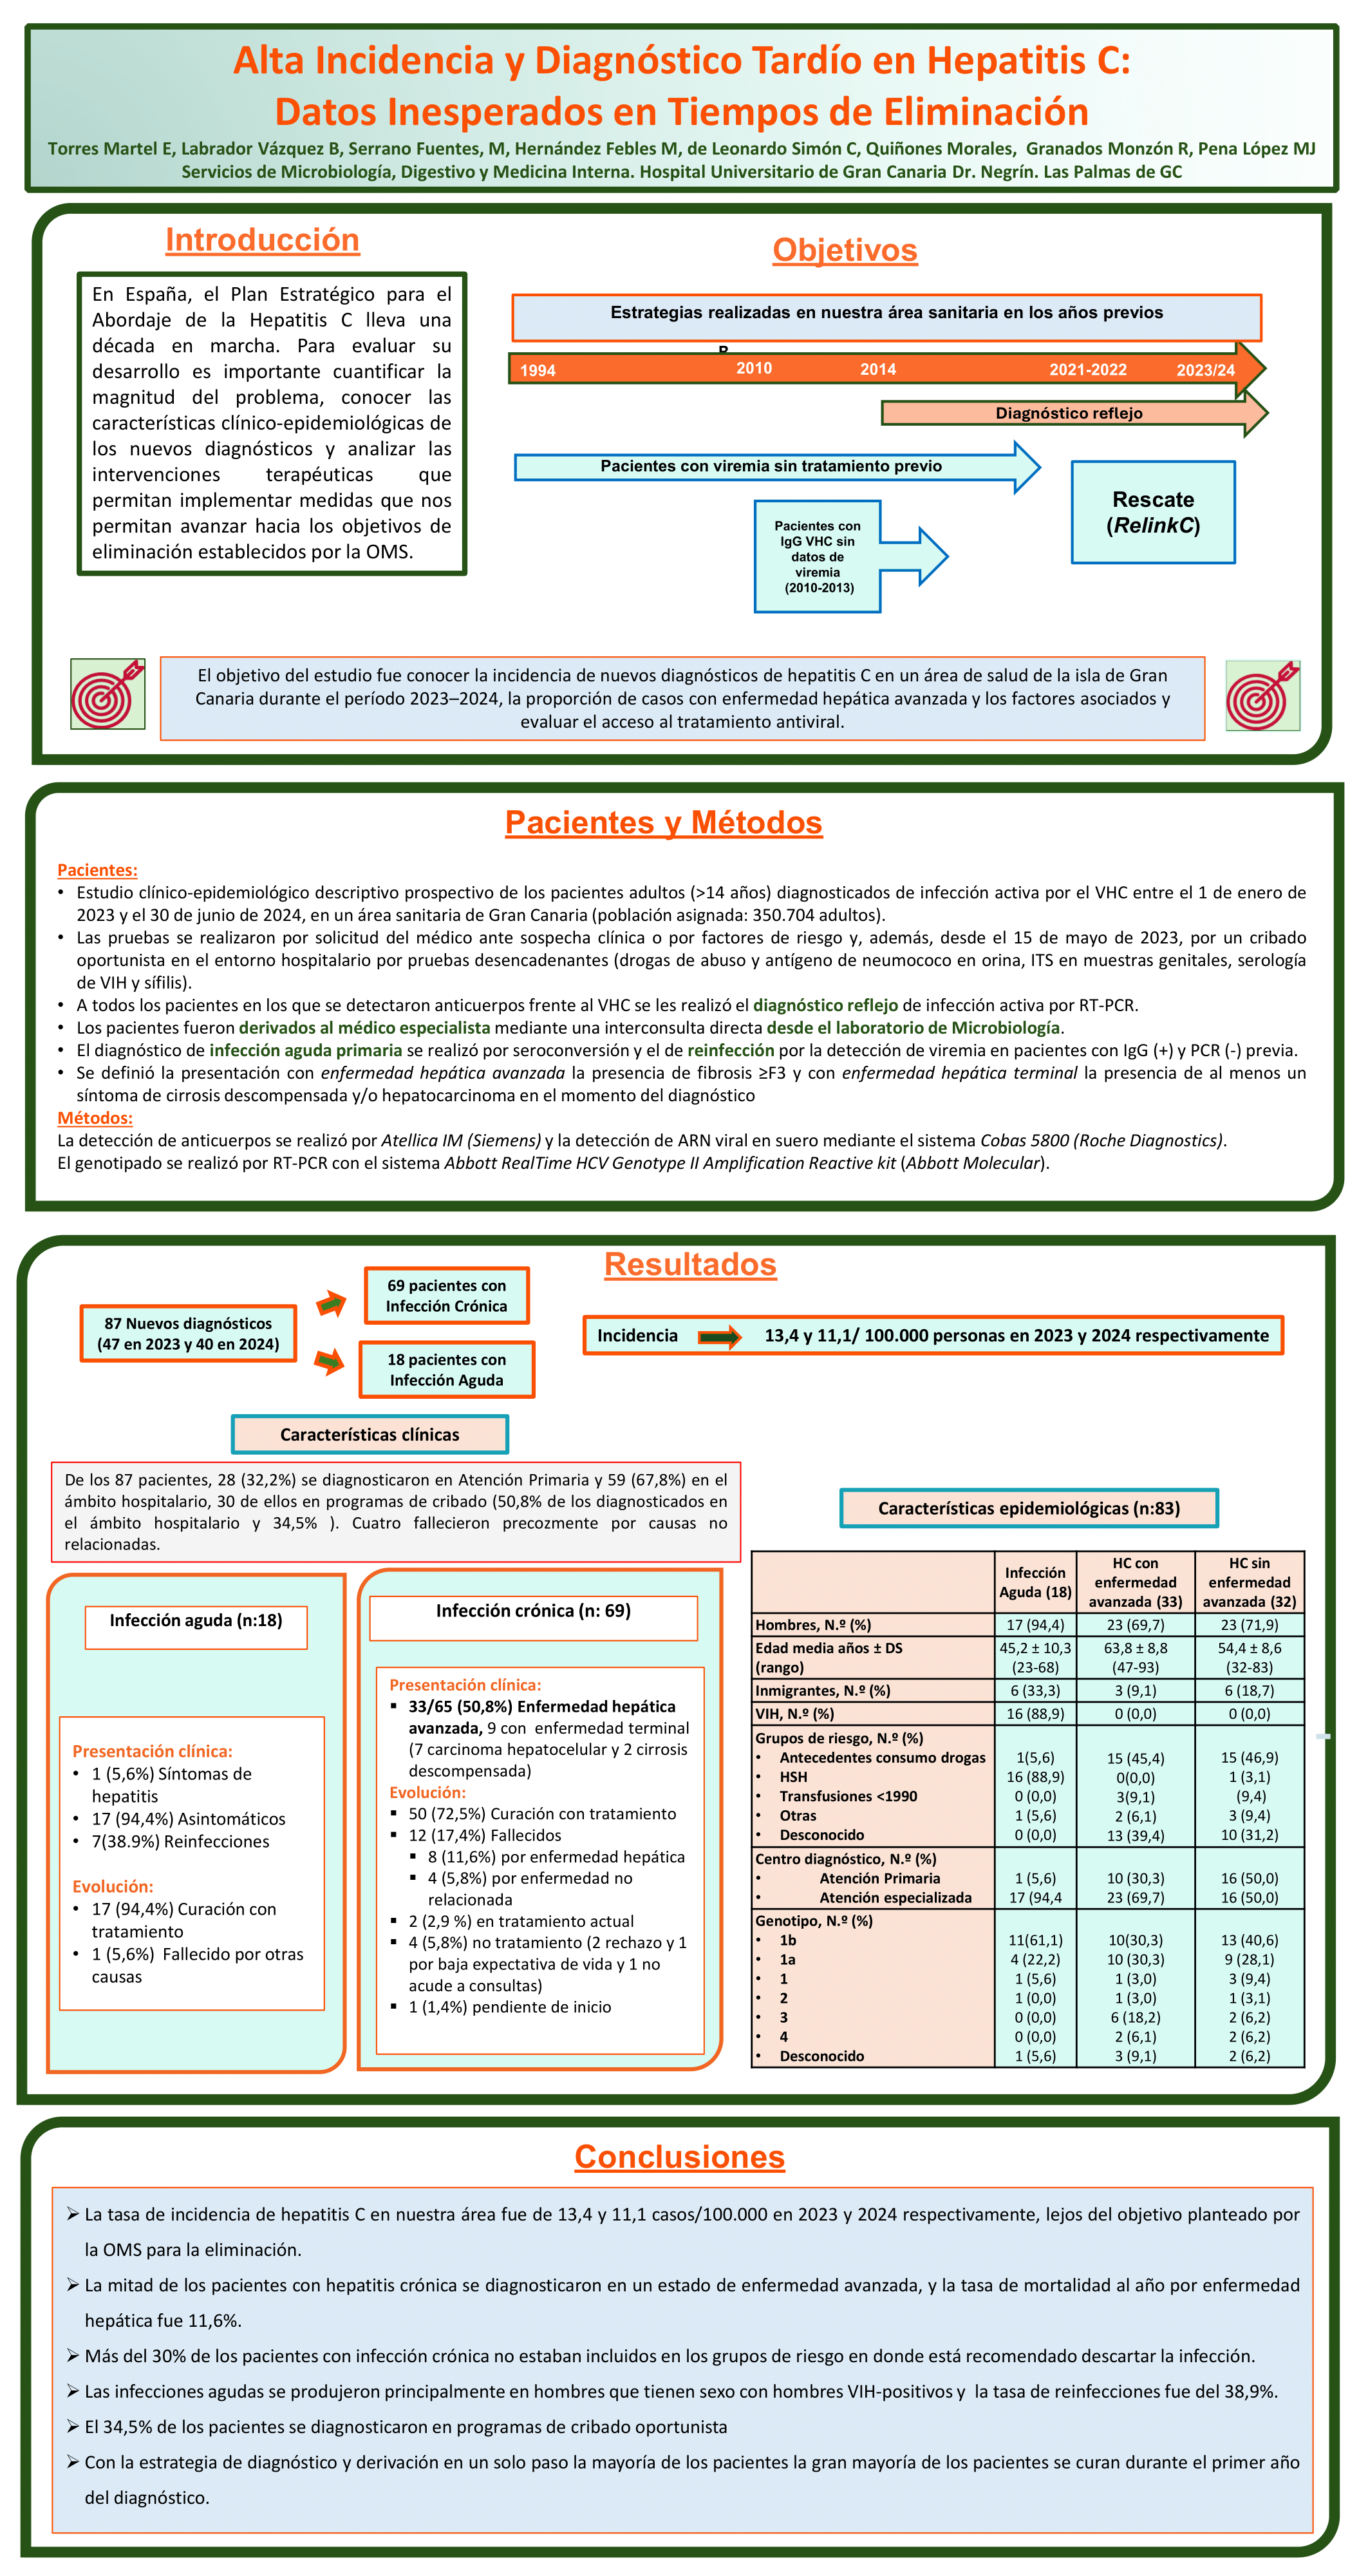 Alta Incidencia y Diagnóstico Tardío en Hepatitis C:
Datos Inesperados en Tiempos de Eliminación
Torres Martel E, Labrador Vázquez B, Serrano Fuentes, M, Hernández Febles M, de Leonardo Simón C, Quiñones Morales, Granados Monzón R, Pena López MJ
Servicios de Microbiología, Digestivo y Medicina Interna. Hospital Universitario de Gran Canaria Dr. Negrín. Las Palmas de GC
Introducción
En España, el Plan Estratégico para el
Abordaje de la Hepatitis C lleva una
década en marcha. Para evaluar su
desarrollo es importante cuantificar la
magnitud del problema, conocer las
características clínico-epidemiológicas de
los nuevos diagnósticos y analizar las
intervenciones terapéuticas que
permitan implementar medidas que nos
permitan avanzar hacia los objetivos de
eliminación establecidos por la OMS.
Objetivos
Estrategias realizadas en nuestra área sanitaria en los años previos
1994 2010 2014 2021-2022 2023/24
Diagnóstico reflejo
Pacientes con viremia sin tratamiento previo
Pacientes con
IgG VHC sin
datos de
viremia
(2010-2013)
Rescate
(RelinkC)
El objetivo del estudio fue conocer la incidencia de nuevos diagnósticos de hepatitis C en un área de salud de la isla de Gran
Canaria durante el período 2023–2024, la proporción de casos con enfermedad hepática avanzada y los factores asociados y
evaluar el acceso al tratamiento antiviral.
Pacientes y Métodos
Pacientes:
• Estudio clínico-epidemiológico descriptivo prospectivo de los pacientes adultos (>14 años) diagnosticados de infección activa por el VHC entre el 1 de enero de
2023 y el 30 de junio de 2024, en un área sanitaria de Gran Canaria (población asignada: 350.704 adultos).
• Las pruebas se realizaron por solicitud del médico ante sospecha clínica o por factores de riesgo y, además, desde el 15 de mayo de 2023, por un cribado
oportunista en el entorno hospitalario por pruebas desencadenantes (drogas de abuso y antígeno de neumococo en orina, ITS en muestras genitales, serología
de VIH y sífilis).
• A todos los pacientes en los que se detectaron anticuerpos frente al VHC se les realizó el diagnóstico reflejo de infección activa por RT-PCR.
• Los pacientes fueron derivados al médico especialista mediante una interconsulta directa desde el laboratorio de Microbiología.
• El diagnóstico de infección aguda primaria se realizó por seroconversión y el de reinfección por la detección de viremia en pacientes con IgG (+) y PCR (-) previa.
• Se definió la presentación con enfermedad hepática avanzada la presencia de fibrosis ≥F3 y con enfermedad hepática terminal la presencia de al menos un
síntoma de cirrosis descompensada y/o hepatocarcinoma en el momento del diagnóstico
Métodos:
La detección de anticuerpos se realizó por Atellica IM (Siemens) y la detección de ARN viral en suero mediante el sistema Cobas 5800 (Roche Diagnostics).
El genotipado se realizó por RT-PCR con el sistema Abbott RealTime HCV Genotype II Amplification Reactive kit (Abbott Molecular).
Resultados
87 Nuevos diagnósticos
(47 en 2023 y 40 en 2024)
69 pacientes con
Infección Crónica
18 pacientes con
Infección Aguda
Incidencia 13,4 y 11,1/ 100.000 personas en 2023 y 2024 respectivamente
Características clínicas
De los 87 pacientes, 28 (32,2%) se diagnosticaron en Atención Primaria y 59 (67,8%) en el
ámbito hospitalario, 30 de ellos en programas de cribado (50,8% de los diagnosticados en
el ámbito hospitalario y 34,5% ). Cuatro fallecieron precozmente por causas no
relacionadas.
Infección aguda (n:18)
Presentación clínica:
• 1 (5,6%) Síntomas de
hepatitis
• 17 (94,4%) Asintomáticos
• 7(38.9%) Reinfecciones
Evolución:
• 17 (94,4%) Curación con
tratamiento
• 1 (5,6%) Fallecido por otras
causas
Infección crónica (n: 69)
Presentación clínica:
▪ 33/65 (50,8%) Enfermedad hepática
avanzada, 9 con enfermedad terminal
(7 carcinoma hepatocelular y 2 cirrosis
descompensada)
Evolución:
▪ 50 (72,5%) Curación con tratamiento
▪ 12 (17,4%) Fallecidos
▪ 8 (11,6%) por enfermedad hepática
▪ 4 (5,8%) por enfermedad no
relacionada
▪ 2 (2,9 %) en tratamiento actual
▪ 4 (5,8%) no tratamiento (2 rechazo y 1
por baja expectativa de vida y 1 no
acude a consultas)
▪ 1 (1,4%) pendiente de inicio
Características epidemiológicas (n:83)
Infección Aguda (18) HC con enfermedad avanzada (33) HC sin enfermedad avanzada (32)
Hombres, N.º (%) 17 (94,4) 23 (69,7) 23 (71,9)
Edad media años ± DS 45,2 ± 10,3 63,8 ± 8,8 54,4 ± 8,6
(rango) (23-68) (47-93) (32-83)
Inmigrantes, N.º (%) 6 (33,3) 3 (9,1) 6 (18,7)
VIH, N.º (%) 16 (88,9) 0 (0,0) 0 (0,0)
Grupos de riesgo, N.º (%)
• Antecedentes consumo drogas 1(5,6) 15 (45,4) 15 (46,9)
• HSH 16 (88,9) 0(0,0) 1 (3,1)
• Transfusiones <1990 0 (0,0) 3(9,1) (9,4)
• Otras 1 (5,6) 2 (6,1) 3 (9,4)
• Desconocido 0 (0,0) 13 (39,4) 10 (31,2)
Centro diagnóstico, N.º (%)
• Atención Primaria 1 (5,6) 10 (30,3) 16 (50,0)
• Atención especializada 17 (94,4 23 (69,7) 16 (50,0)
Genotipo, N.º (%)
• 1b 11(61,1) 10(30,3) 13 (40,6)
• 1a 4 (22,2) 10 (30,3) 9 (28,1)
• 1 1 (5,6) 1 (3,0) 3 (9,4)
• 2 1 (0,0) 1 (3,0) 1 (3,1)
• 3 0 (0,0) 6 (18,2) 2 (6,2)
• 4 0 (0,0) 2 (6,1) 2 (6,2)
• Desconocido 1 (5,6) 3 (9,1) 2 (6,2)
Conclusiones
➢ La tasa de incidencia de hepatitis C en nuestra área fue de 13,4 y 11,1 casos/100.000 en 2023 y 2024 respectivamente, lejos del objetivo planteado por
la OMS para la eliminación.
➢ La mitad de los pacientes con hepatitis crónica se diagnosticaron en un estado de enfermedad avanzada, y la tasa de mortalidad al año por enfermedad
hepática fue 11,6%.
➢ Más del 30% de los pacientes con infección crónica no estaban incluidos en los grupos de riesgo en donde está recomendado descartar la infección.
➢ Las infecciones agudas se produjeron principalmente en hombres que tienen sexo con hombres VIH-positivos y la tasa de reinfecciones fue del 38,9%.
➢ El 34,5% de los pacientes se diagnosticaron en programas de cribado oportunista
➢ Con la estrategia de diagnóstico y derivación en un solo paso la mayoría de los pacientes la gran mayoría de los pacientes se curan durante el primer año
del diagnóstico.